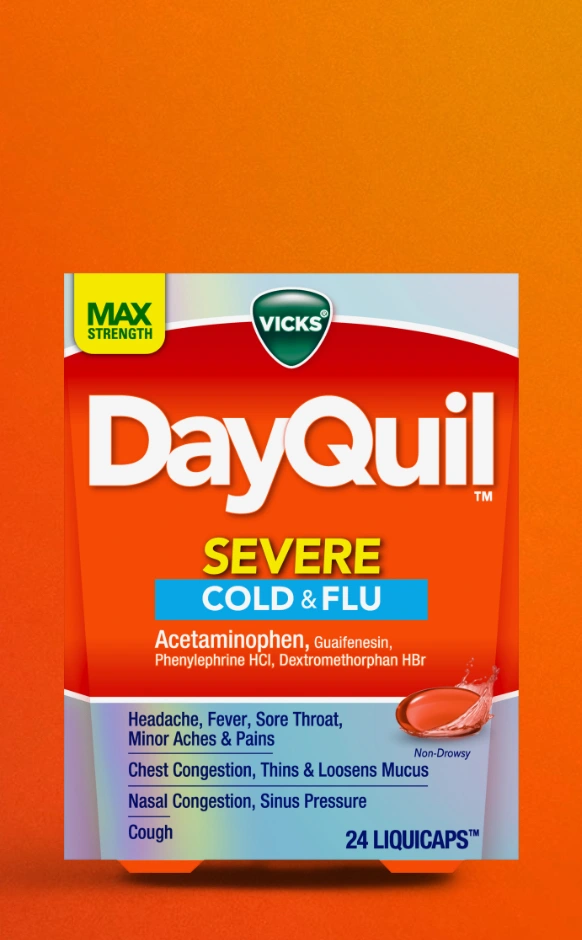 MAX
STRENGTH
VICKS®
DayQuil
™
SEVERE
COLD & FLU
Acetaminophen, Guaifenesin,
Phenylephrine HCl, Dextromethorphan HBr
Headache, Fever, Sore Throat,
Minor Aches & Pains
Non-Drowsy
Chest Congestion, Thins & Loosens Mucus
Nasal Congestion, Sinus Pressure
Cough
24 LIQUICAPS™